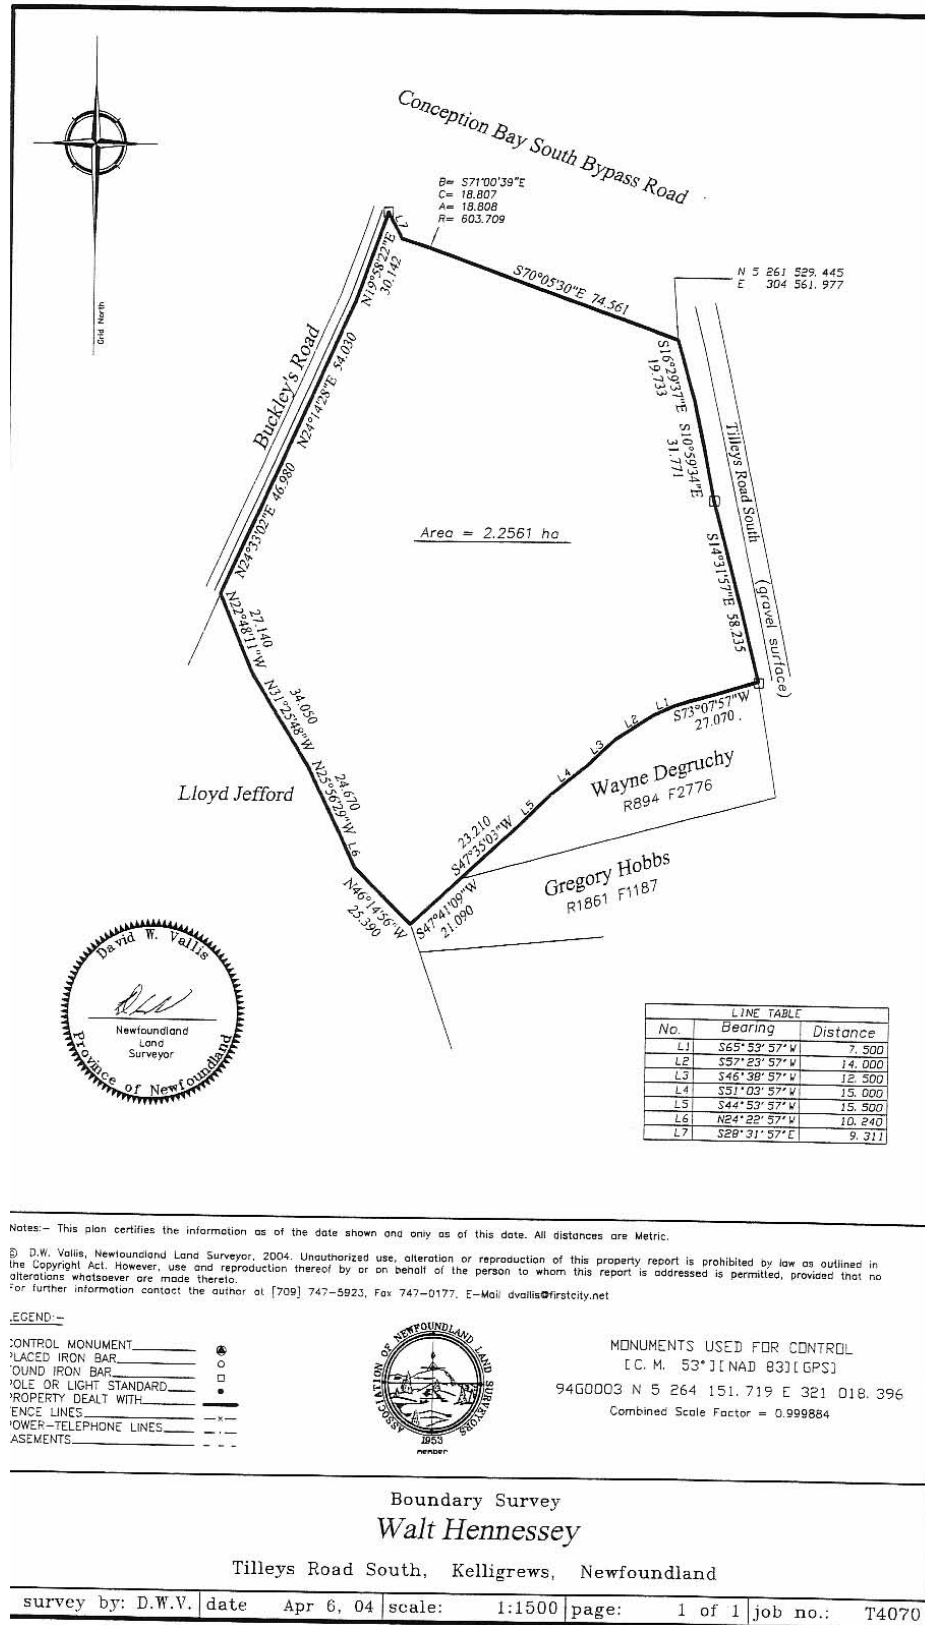 Conception Bay South Bypass Road
B= S71°00'39"E
C= 18.807
A= 18.808
R= 603.709
N 5 261 529.445
E 304 561.977
Grid North
L7
N19°58'22"E
30.142
S70°05'30"E 74.561
S16°29'37"E
19.733
Buckley's Road
N24°14'28"E 54.030
S10°59'34"E
31.771
Tilleys Road South
(gravel surface)
N24°33'02"E 46.980
Area = 2.2561 ha
S14°31'57"E 58.235
N22°48'11"W
27.140
N31°25'48"W
34.050
S73°07'57"W
27.070
L1
L2
L3
L4
L5
N25°56'29"W
24.670
L6
Lloyd Jefford
Wayne Degruchy
R894 F2776
23.210
S47°35'03"W
Gregory Hobbs
R1861 F1187
N46°14'56"W
25.390
S47°41'09"W
21.090
David W. Vallis
Newfoundland
Land
Surveyor
Province of Newfoundland
LINE TABLE
No. Bearing Distance
L1 S65°53'57"W 7.500
L2 S57°23'57"W 14.000
L3 S46°38'57"W 12.500
L4 S51°03'57"W 15.000
L5 S44°53'57"W 15.500
L6 N24°22'57"W 10.240
L7 S28°31'57"E 9.311
Notes:- This plan certifies the information as of the date shown and only as of this date. All distances are Metric.
© D.W. Vallis, Newfoundland Land Surveyor, 2004. Unauthorized use, alteration or reproduction of this property report is prohibited by law as outlined in
the Copyright Act. However, use and reproduction thereof by or on behalf of the person to whom this report is addressed is permitted, provided that no
alterations whatsoever are made thereto.
For further information contact the author at [709] 747-5923, Fax 747-0177. E-Mail dvallis@firstcity.net
LEGEND:-
CONTROL MONUMENT
PLACED IRON BAR
FOUND IRON BAR
POLE OR LIGHT STANDARD
PROPERTY DEALT WITH
FENCE LINES
POWER-TELEPHONE LINES
EASEMENTS
ASSOCIATION OF NEWFOUNDLAND LAND SURVEYORS
1953
member
MONUMENTS USED FOR CONTROL
[C. M. 53°][NAD 83][GPS]
94G0003 N 5 264 151.719 E 321 018.396
Combined Scale Factor = 0.999884
Boundary Survey
Walt Hennessey
Tilleys Road South, Kelligrews, Newfoundland
survey by: D.W.V. date Apr 6, 04 scale: 1:1500 page: 1 of 1 job no.: T4070